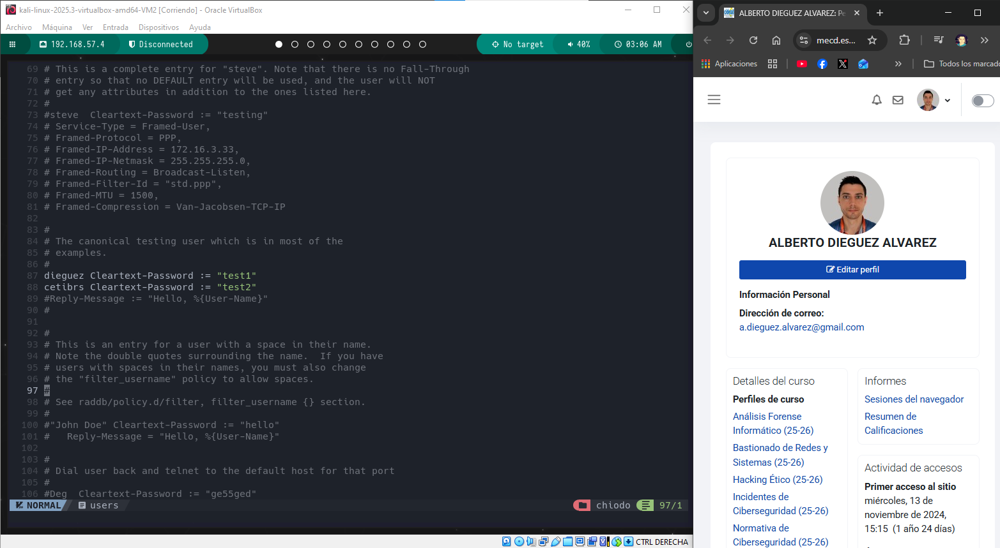 kali-linux-2025.3-virtualbox-amd64-VM2 [Corriendo] - Oracle VirtualBox
Archivo Máquina Ver Entrada Dispositivos Ayuda
192.168.57.4 Disconnected No target 40% 03:06 AM
69 # This is a complete entry for "steve". Note that there is no Fall-Through
70 # entry so that no DEFAULT entry will be used, and the user will NOT
71 # get any attributes in addition to the ones listed here.
72 #
73 #steve  Cleartext-Password := "testing"
74 # Service-Type = Framed-User,
75 # Framed-Protocol = PPP,
76 # Framed-IP-Address = 172.16.3.33,
77 # Framed-IP-Netmask = 255.255.255.0,
78 # Framed-Routing = Broadcast-Listen,
79 # Framed-Filter-Id = "std.ppp",
80 # Framed-MTU = 1500,
81 # Framed-Compression = Van-Jacobsen-TCP-IP
82
83 #
84 # The canonical testing user which is in most of the
85 # examples.
86 #
87 dieguez Cleartext-Password := "test1"
88 cetibrs Cleartext-Password := "test2"
89 #Reply-Message := "Hello, %{User-Name}"
90 #
91
92 #
93 # This is an entry for a user with a space in their name.
94 # Note the double quotes surrounding the name.  If you have
95 # users with spaces in their names, you must also change
96 # the "filter_username" policy to allow spaces.
97 #
98 # See raddb/policy.d/filter, filter_username {} section.
99 #
100 #"John Doe" Cleartext-Password := "hello"
101 #   Reply-Message = "Hello, %{User-Name}"
102
103 #
104 # Dial user back and telnet to the default host for that port
105 #
106 #Deg  Cleartext-Password := "ge55ged"
NORMAL users chiodo 97/1
CTRL DERECHA
ALBERTO DIEGUEZ ALVAREZ: Pe
mecd.es...
Aplicaciones Todos los marcado
ALBERTO DIEGUEZ ALVAREZ
Editar perfil
Información Personal
Dirección de correo:
a.dieguez.alvarez@gmail.com
Detalles del curso
Perfiles de curso
Análisis Forense
Informático (25-26)
Bastionado de Redes y
Sistemas (25-26)
Hacking Ético (25-26)
Incidentes de
Ciberseguridad (25-26)
Normativa de
Ciberseguridad (25-26)
Informes
Sesiones del navegador
Resumen de
Calificaciones
Actividad de accesos
Primer acceso al sitio
miércoles, 13 de
noviembre de 2024,
15:15  (1 año 24 días)